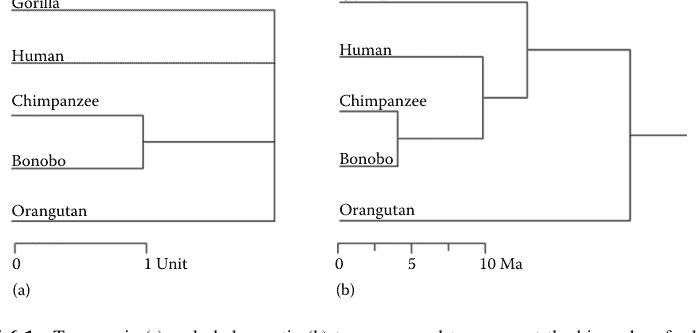 Gorilla
Human
Chimpanzee
Bonobo
Orangutan
0 1 Unit
(a)
Human
Chimpanzee
Bonobo
Orangutan
0 5 10 Ma
(b)